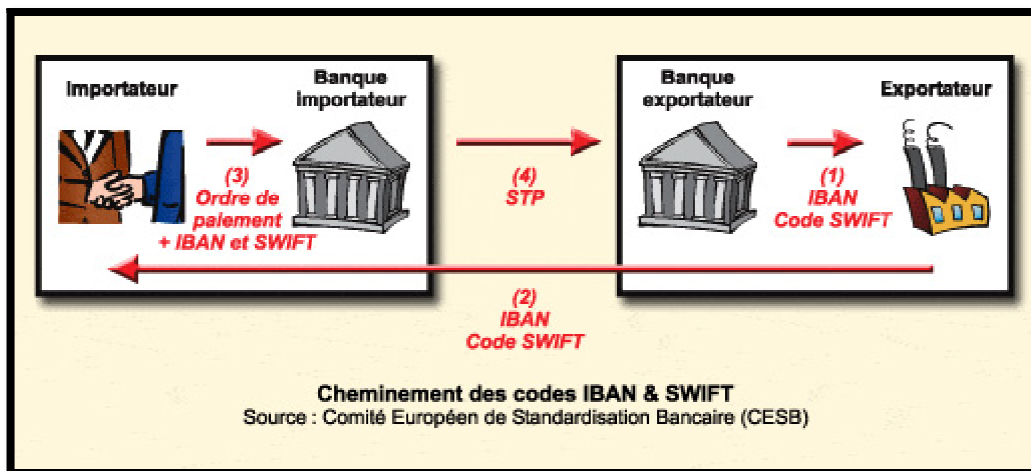 Importateur
Banque
importateur
(3)
Ordre de
paiement
+ IBAN et SWIFT
(4)
STP
Banque
exportateur
Exportateur
(1)
IBAN
Code SWIFT
(2)
IBAN
Code SWIFT
Cheminement des codes IBAN & SWIFT
Source : Comité Européen de Standardisation Bancaire (CESB)